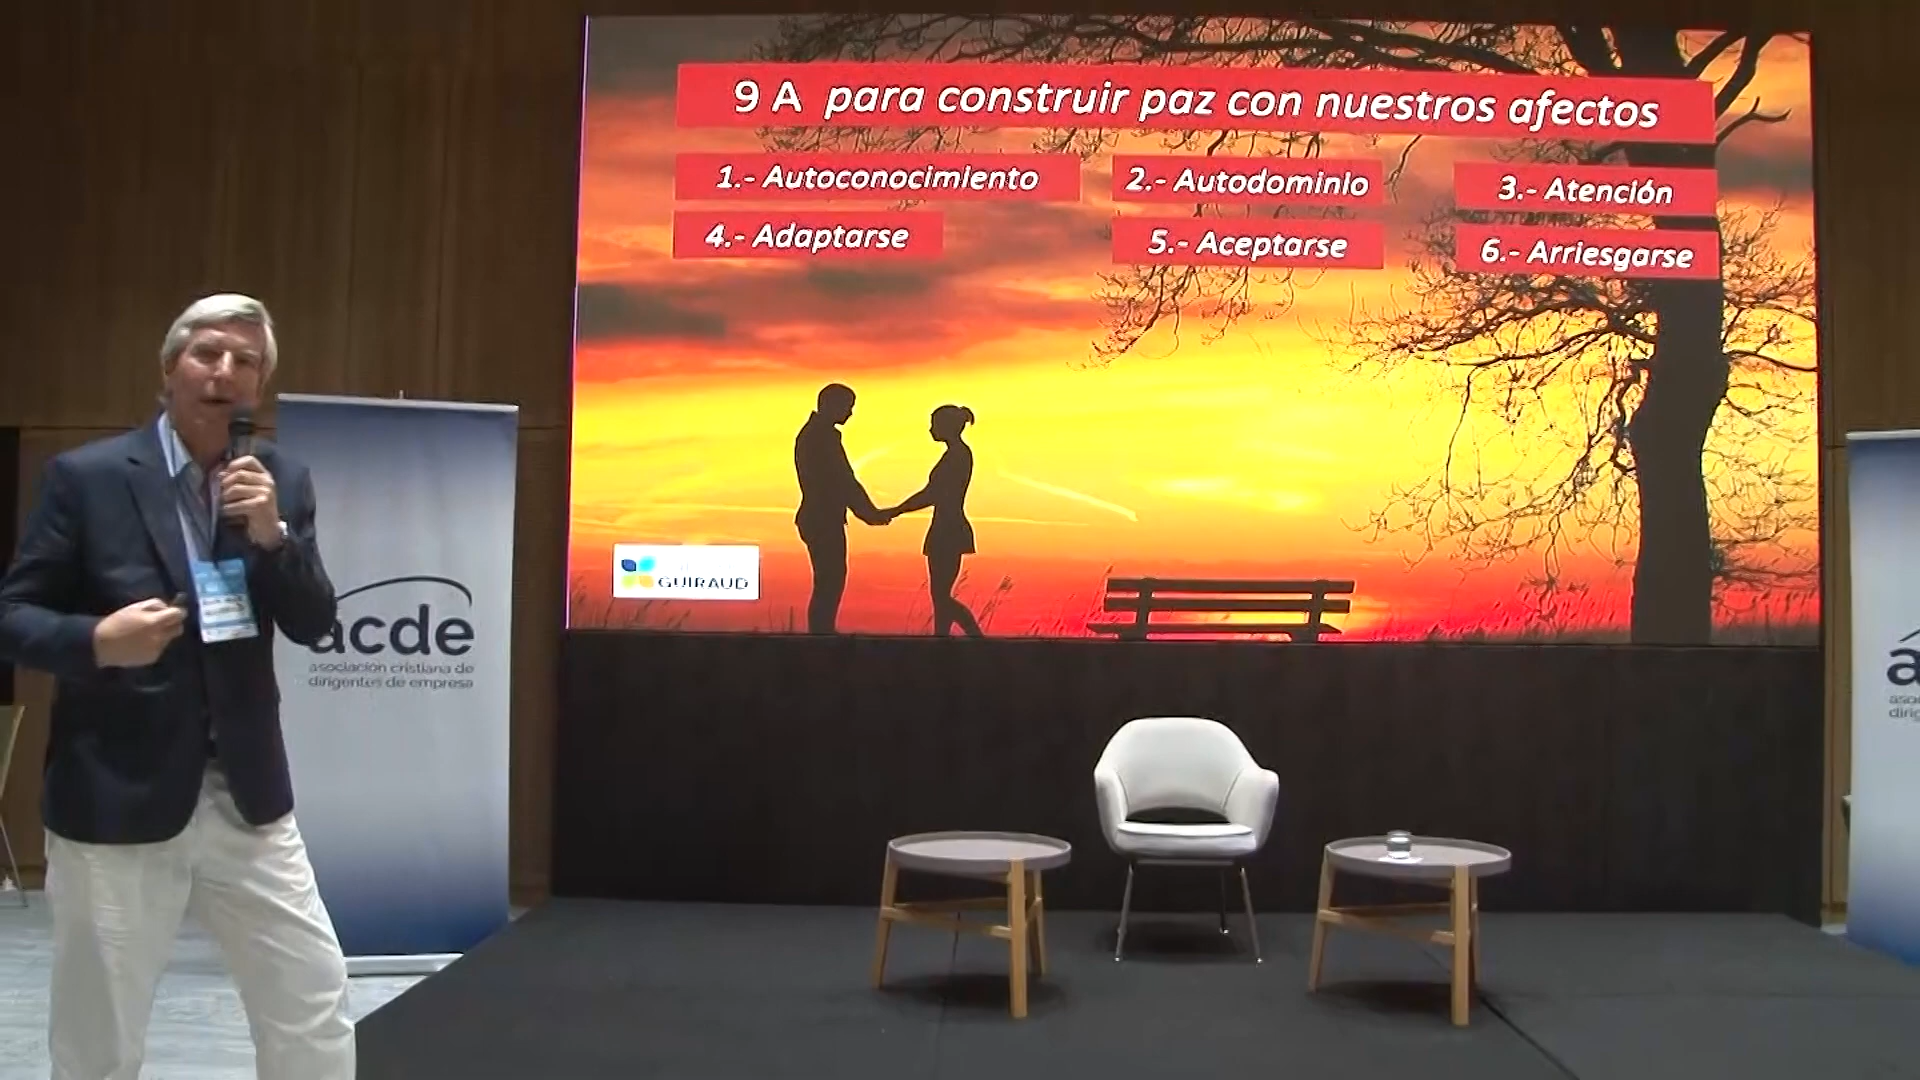 9 A para construir paz con nuestros afectos
1.- Autoconocimiento
2.- Autodominio
3.- Atención
4.- Adaptarse
5.- Aceptarse
6.- Arriesgarse
GUIRAUD
acde
asociación cristiana de
dirigentes de empresa